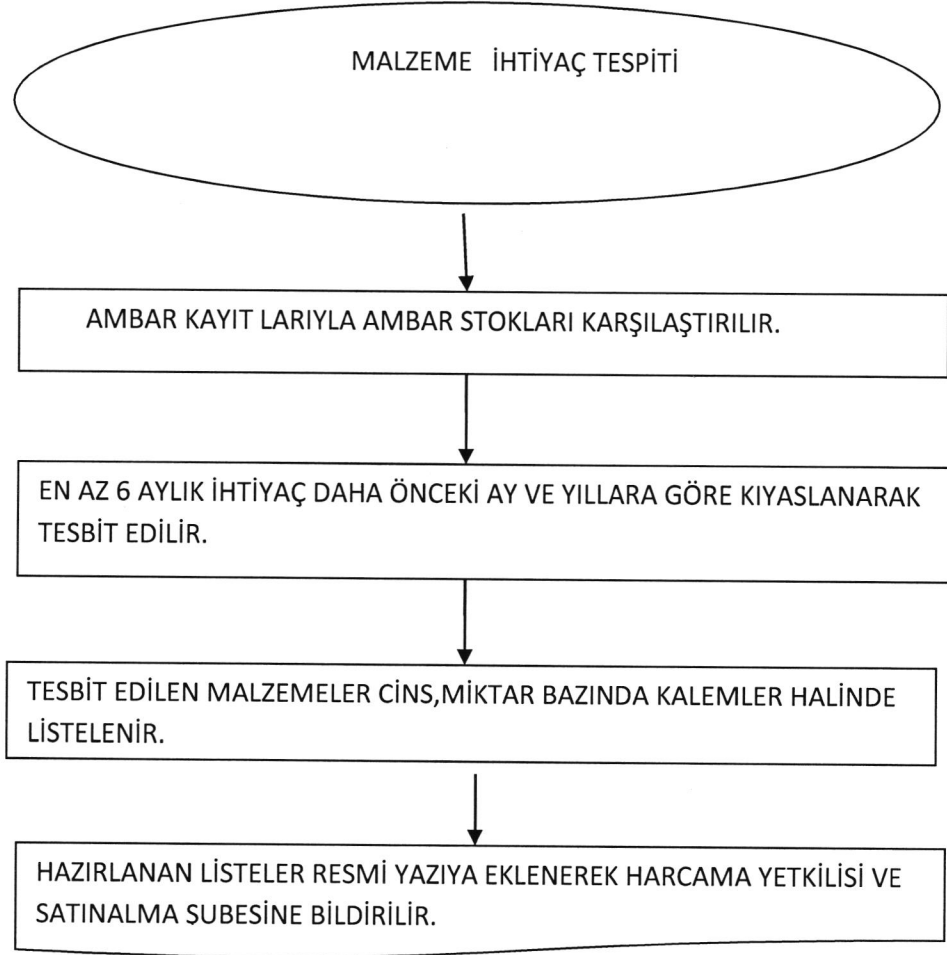 MALZEME İHTİYAÇ TESPİTİ
AMBAR KAYIT LARIYLA AMBAR STOKLARI KARŞILAŞTIRILIR.
EN AZ 6 AYLIK İHTİYAÇ DAHA ÖNCEKİ AY VE YILLARA GÖRE KIYASLANARAK
TESBİT EDİLİR.
TESBİT EDİLEN MALZEMELER CİNS,MİKTAR BAZINDA KALEMLER HALİNDE
LİSTELENİR.
HAZIRLANAN LİSTELER RESMİ YAZIYA EKLENEREK HARCAMA YETKİLİSİ VE
SATINALMA ŞUBESİNE BİLDİRİLİR.